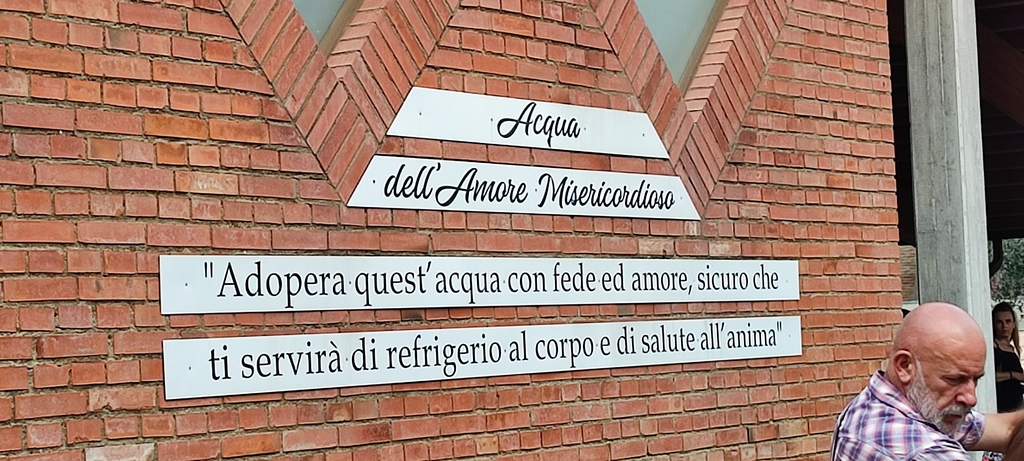 Acqua
dell'Amore Misericordioso
"Adopera quest'acqua con fede ed amore, sicuro che
ti servirà di refrigerio al corpo e di salute all'anima"